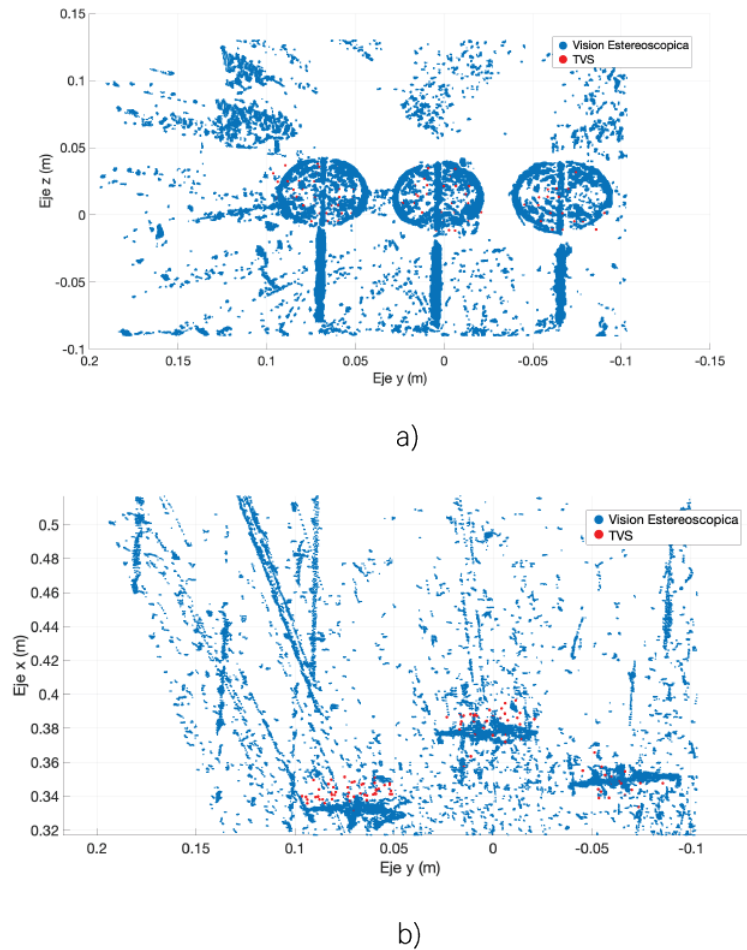 0.15
Vision Estereoscopica
TVS
0.1
0.05
Eje z (m)
0
-0.05
-0.1
0.2 0.15 0.1 0.05 0 -0.05 -0.1 -0.15
Eje y (m)
a)
Vision Estereoscopica
TVS
0.5
0.48
0.46
0.44
Eje x (m)
0.42
0.4
0.38
0.36
0.34
0.32
0.2 0.15 0.1 0.05 0 -0.05 -0.1
Eje y (m)
b)